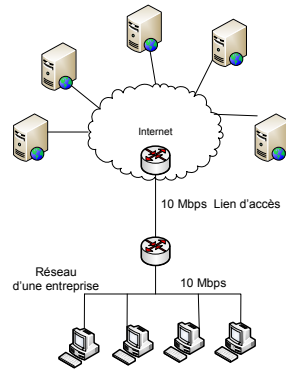 Internet
10 Mbps Lien d'accès
Réseau
d'une entreprise
10 Mbps